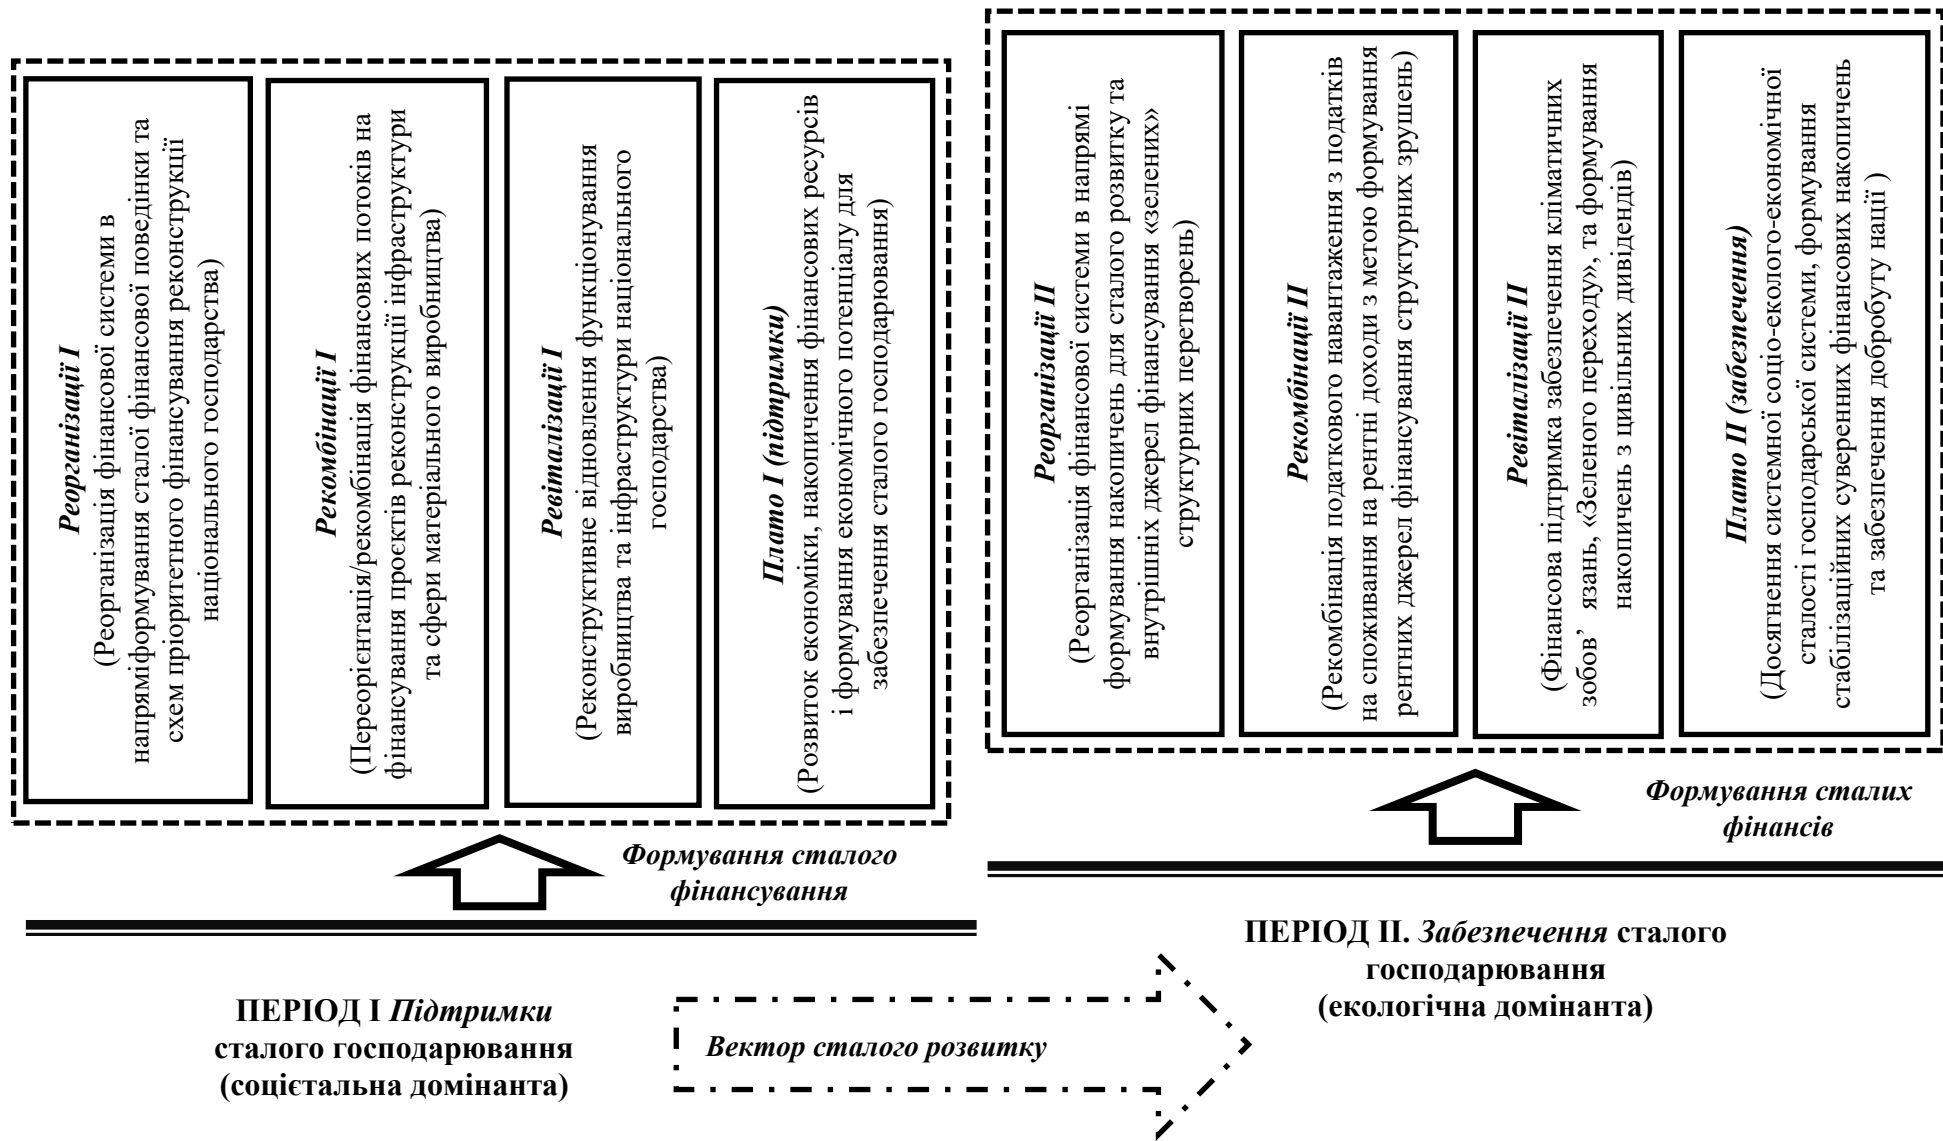 Реорганізації І
(Реорганізація фінансової системи в
напряміформування сталої фінансової поведінки та
схем пріоритетного фінансування реконструкції
національного господарства)
Рекомбінації І
(Переорієнтація/рекомбінація фінансових потоків на
фінансування проєктів реконструкції інфраструктури
та сфери матеріального виробництва)
Ревіталізації І
(Реконструктивне відновлення функціонування
виробництва та інфраструктури національного
господарства)
Плато І (підтримки)
(Розвиток економіки, накопичення фінансових ресурсів
і формування економічного потенціалу для
забезпечення сталого господарювання)
Формування сталого
фінансування
ПЕРІОД І Підтримки
сталого господарювання
(соцієтальна домінанта)
Вектор сталого розвитку
Реорганізації ІІ
(Реорганізація фінансової системи в напрямі
формування накопичень для сталого розвитку та
внутрішніх джерел фінансування «зелених»
структурних перетворень)
Рекомбінації ІІ
(Рекомбінація податкового навантаження з податків
на споживання на рентні доходи з метою формування
рентних джерел фінансування структурних зрушень)
Ревіталізації ІІ
(Фінансова підтримка забезпечення кліматичних
зобов’ язань, «Зеленого переходу», та формування
накопичень з цивільних дивідендів)
Плато ІІ (забезпечення)
(Досягнення системної соціо-еколого-економічної
сталості господарської системи, формування
стабілізаційних суверенних фінансових накопичень
та забезпечення добробуту нації )
Формування сталих
фінансів
ПЕРІОД ІІ. Забезпечення сталого
господарювання
(екологічна домінанта)